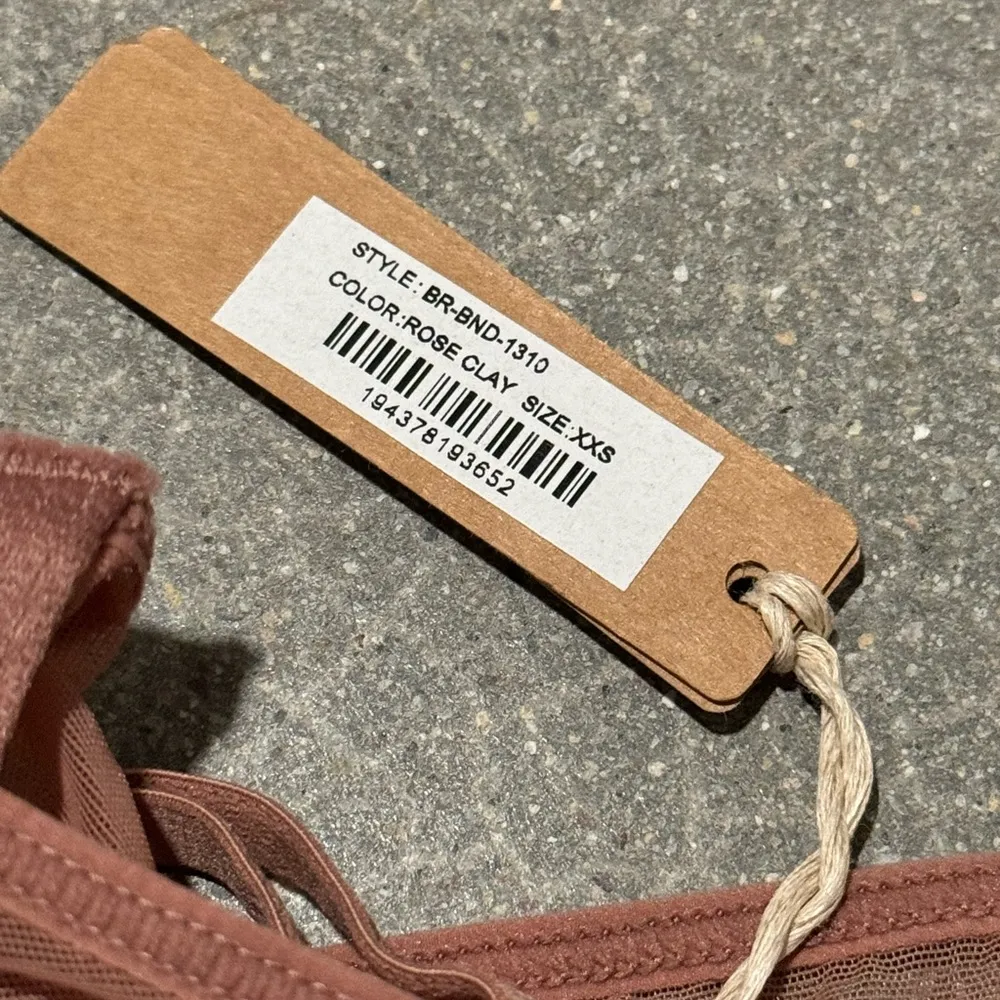 STYLE: BR-BND-1310
COLOR:ROSE CLAY SIZE:XXS
194378193652